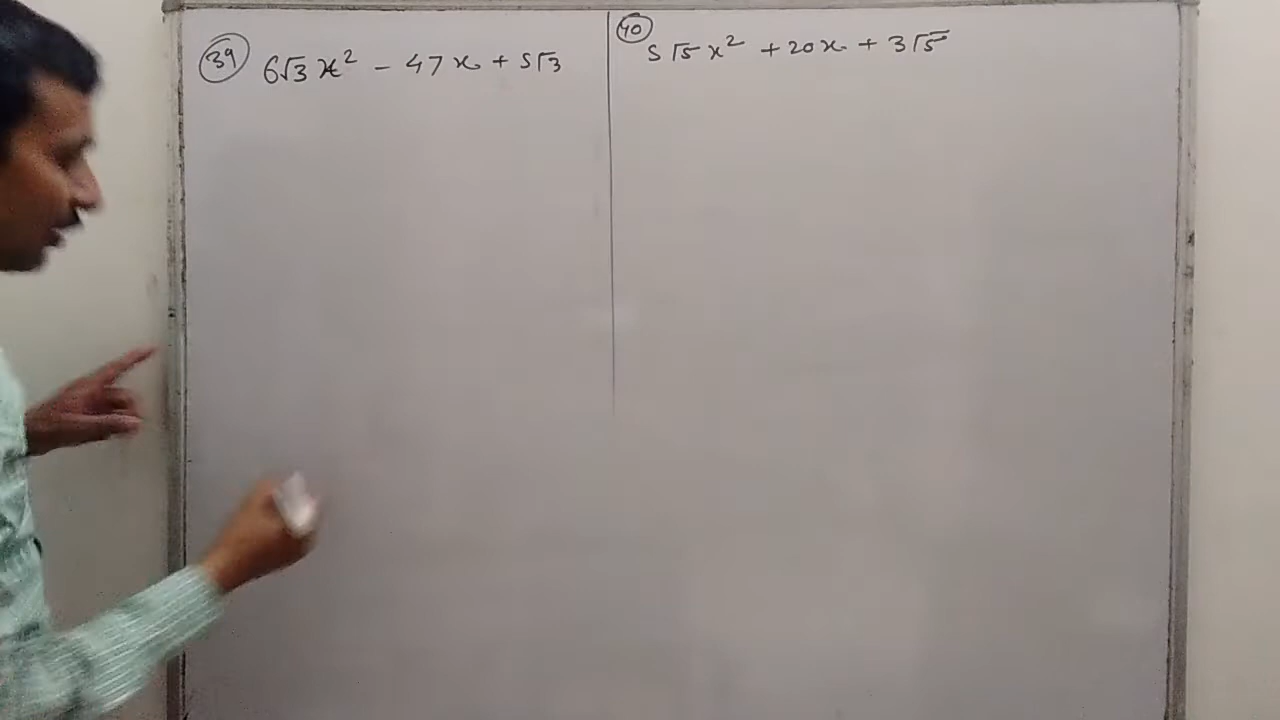 39 6√3 x² - 47x + 5√3
40 5√5 x² + 20x + 3√5